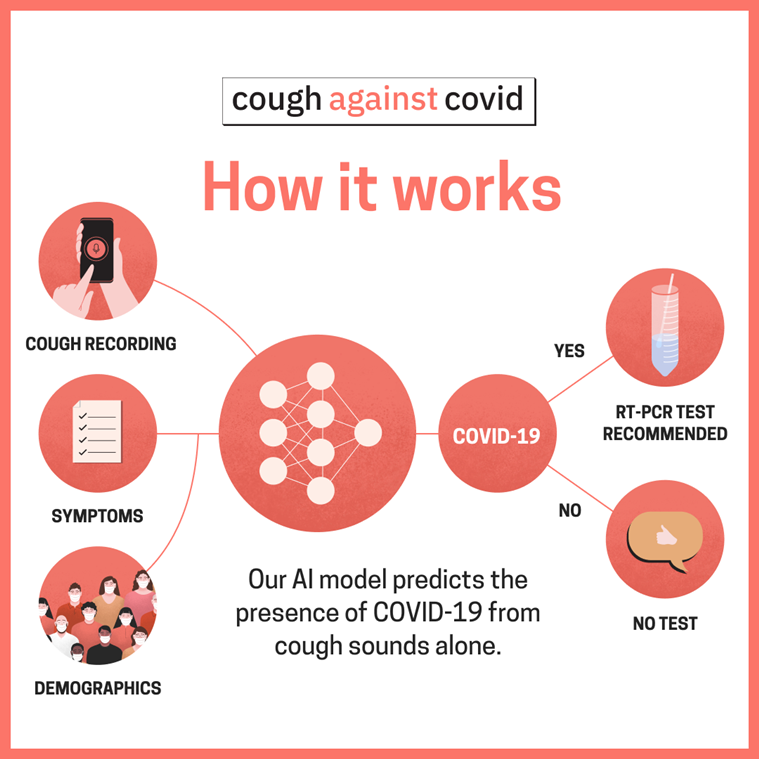 cough against covid
How it works
COUGH RECORDING
SYMPTOMS
DEMOGRAPHICS
COVID-19
YES
RT-PCR TEST
RECOMMENDED
NO
NO TEST
Our AI model predicts the
presence of COVID-19 from
cough sounds alone.